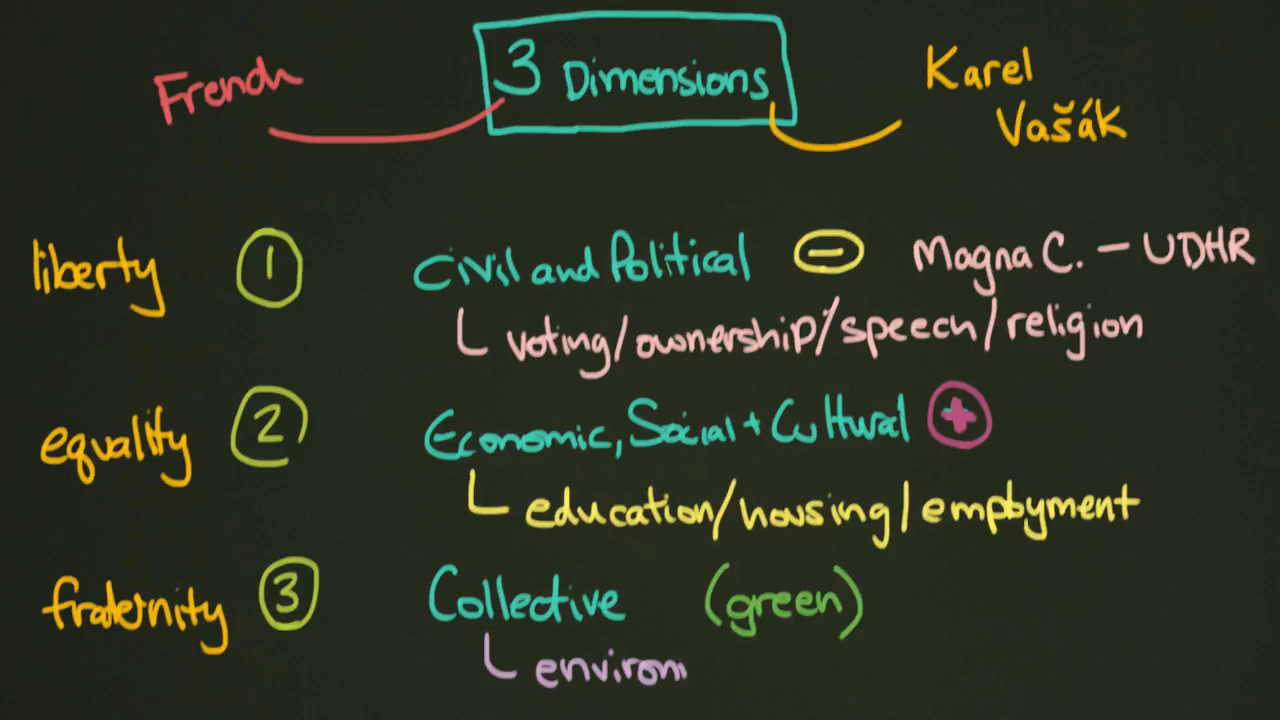 French
3 Dimensions
Karel
Vašák
liberty 1 Civil and Political - Magna C. - UDHR
voting/ownership/speech/religion
equality 2 Economic, Social + Cultural +
education/housing/employment
fraternity 3 Collective (green)
environ